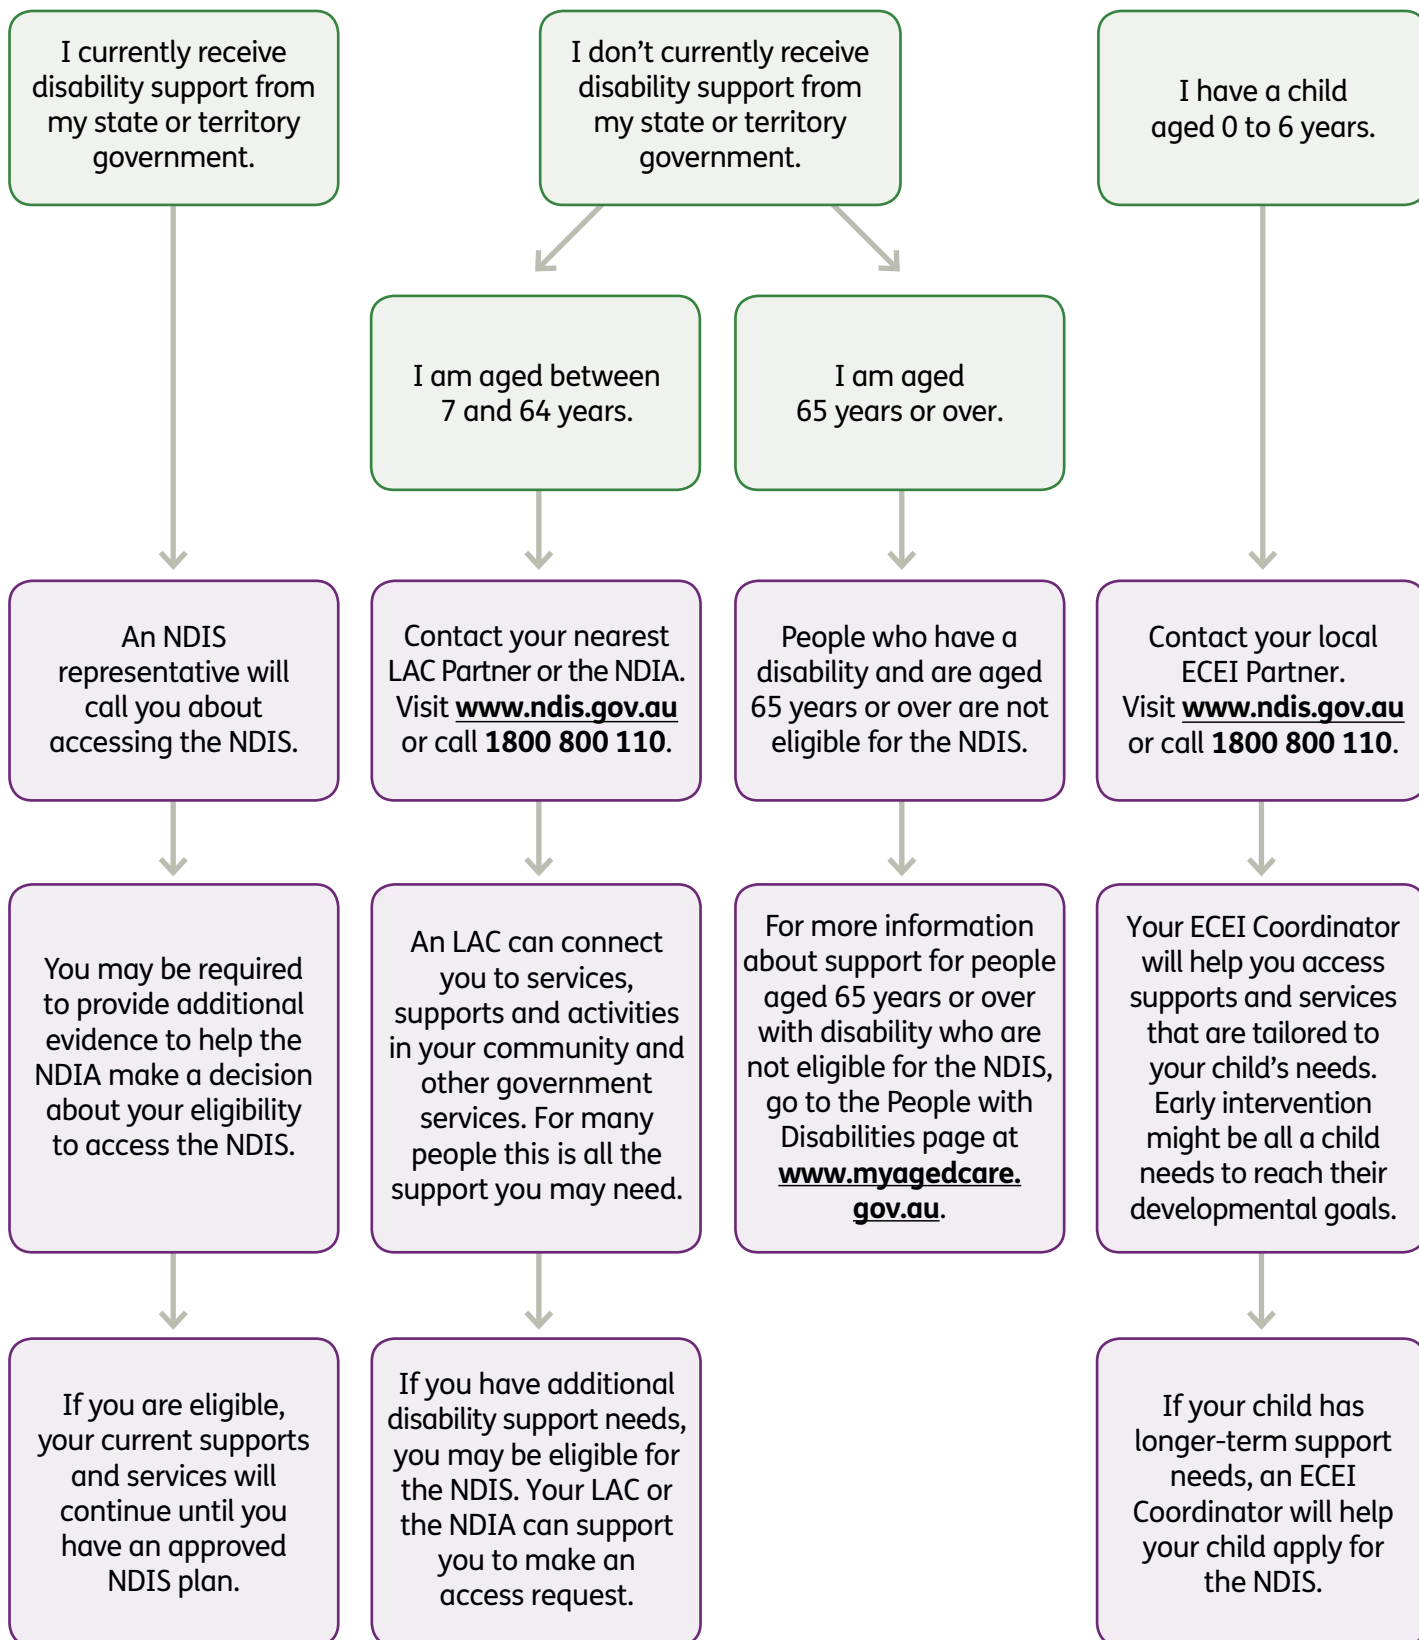 I currently receive
disability support from
my state or territory
government.
I don’t currently receive
disability support from
my state or territory
government.
I have a child
aged 0 to 6 years.
I am aged between
7 and 64 years.
I am aged
65 years or over.
An NDIS
representative will
call you about
accessing the NDIS.
Contact your nearest
LAC Partner or the NDIA.
Visit www.ndis.gov.au
or call 1800 800 110.
People who have a
disability and are aged
65 years or over are not
eligible for the NDIS.
Contact your local
ECEI Partner.
Visit www.ndis.gov.au
or call 1800 800 110.
You may be required
to provide additional
evidence to help the
NDIA make a decision
about your eligibility
to access the NDIS.
An LAC can connect
you to services,
supports and activities
in your community and
other government
services. For many
people this is all the
support you may need.
For more information
about support for people
aged 65 years or over
with disability who are
not eligible for the NDIS,
go to the People with
Disabilities page at
www.myagedcare.
gov.au.
Your ECEI Coordinator
will help you access
supports and services
that are tailored to
your child’s needs.
Early intervention
might be all a child
needs to reach their
developmental goals.
If you are eligible,
your current supports
and services will
continue until you
have an approved
NDIS plan.
If you have additional
disability support needs,
you may be eligible for
the NDIS. Your LAC or
the NDIA can support
you to make an
access request.
If your child has
longer-term support
needs, an ECEI
Coordinator will help
your child apply for
the NDIS.